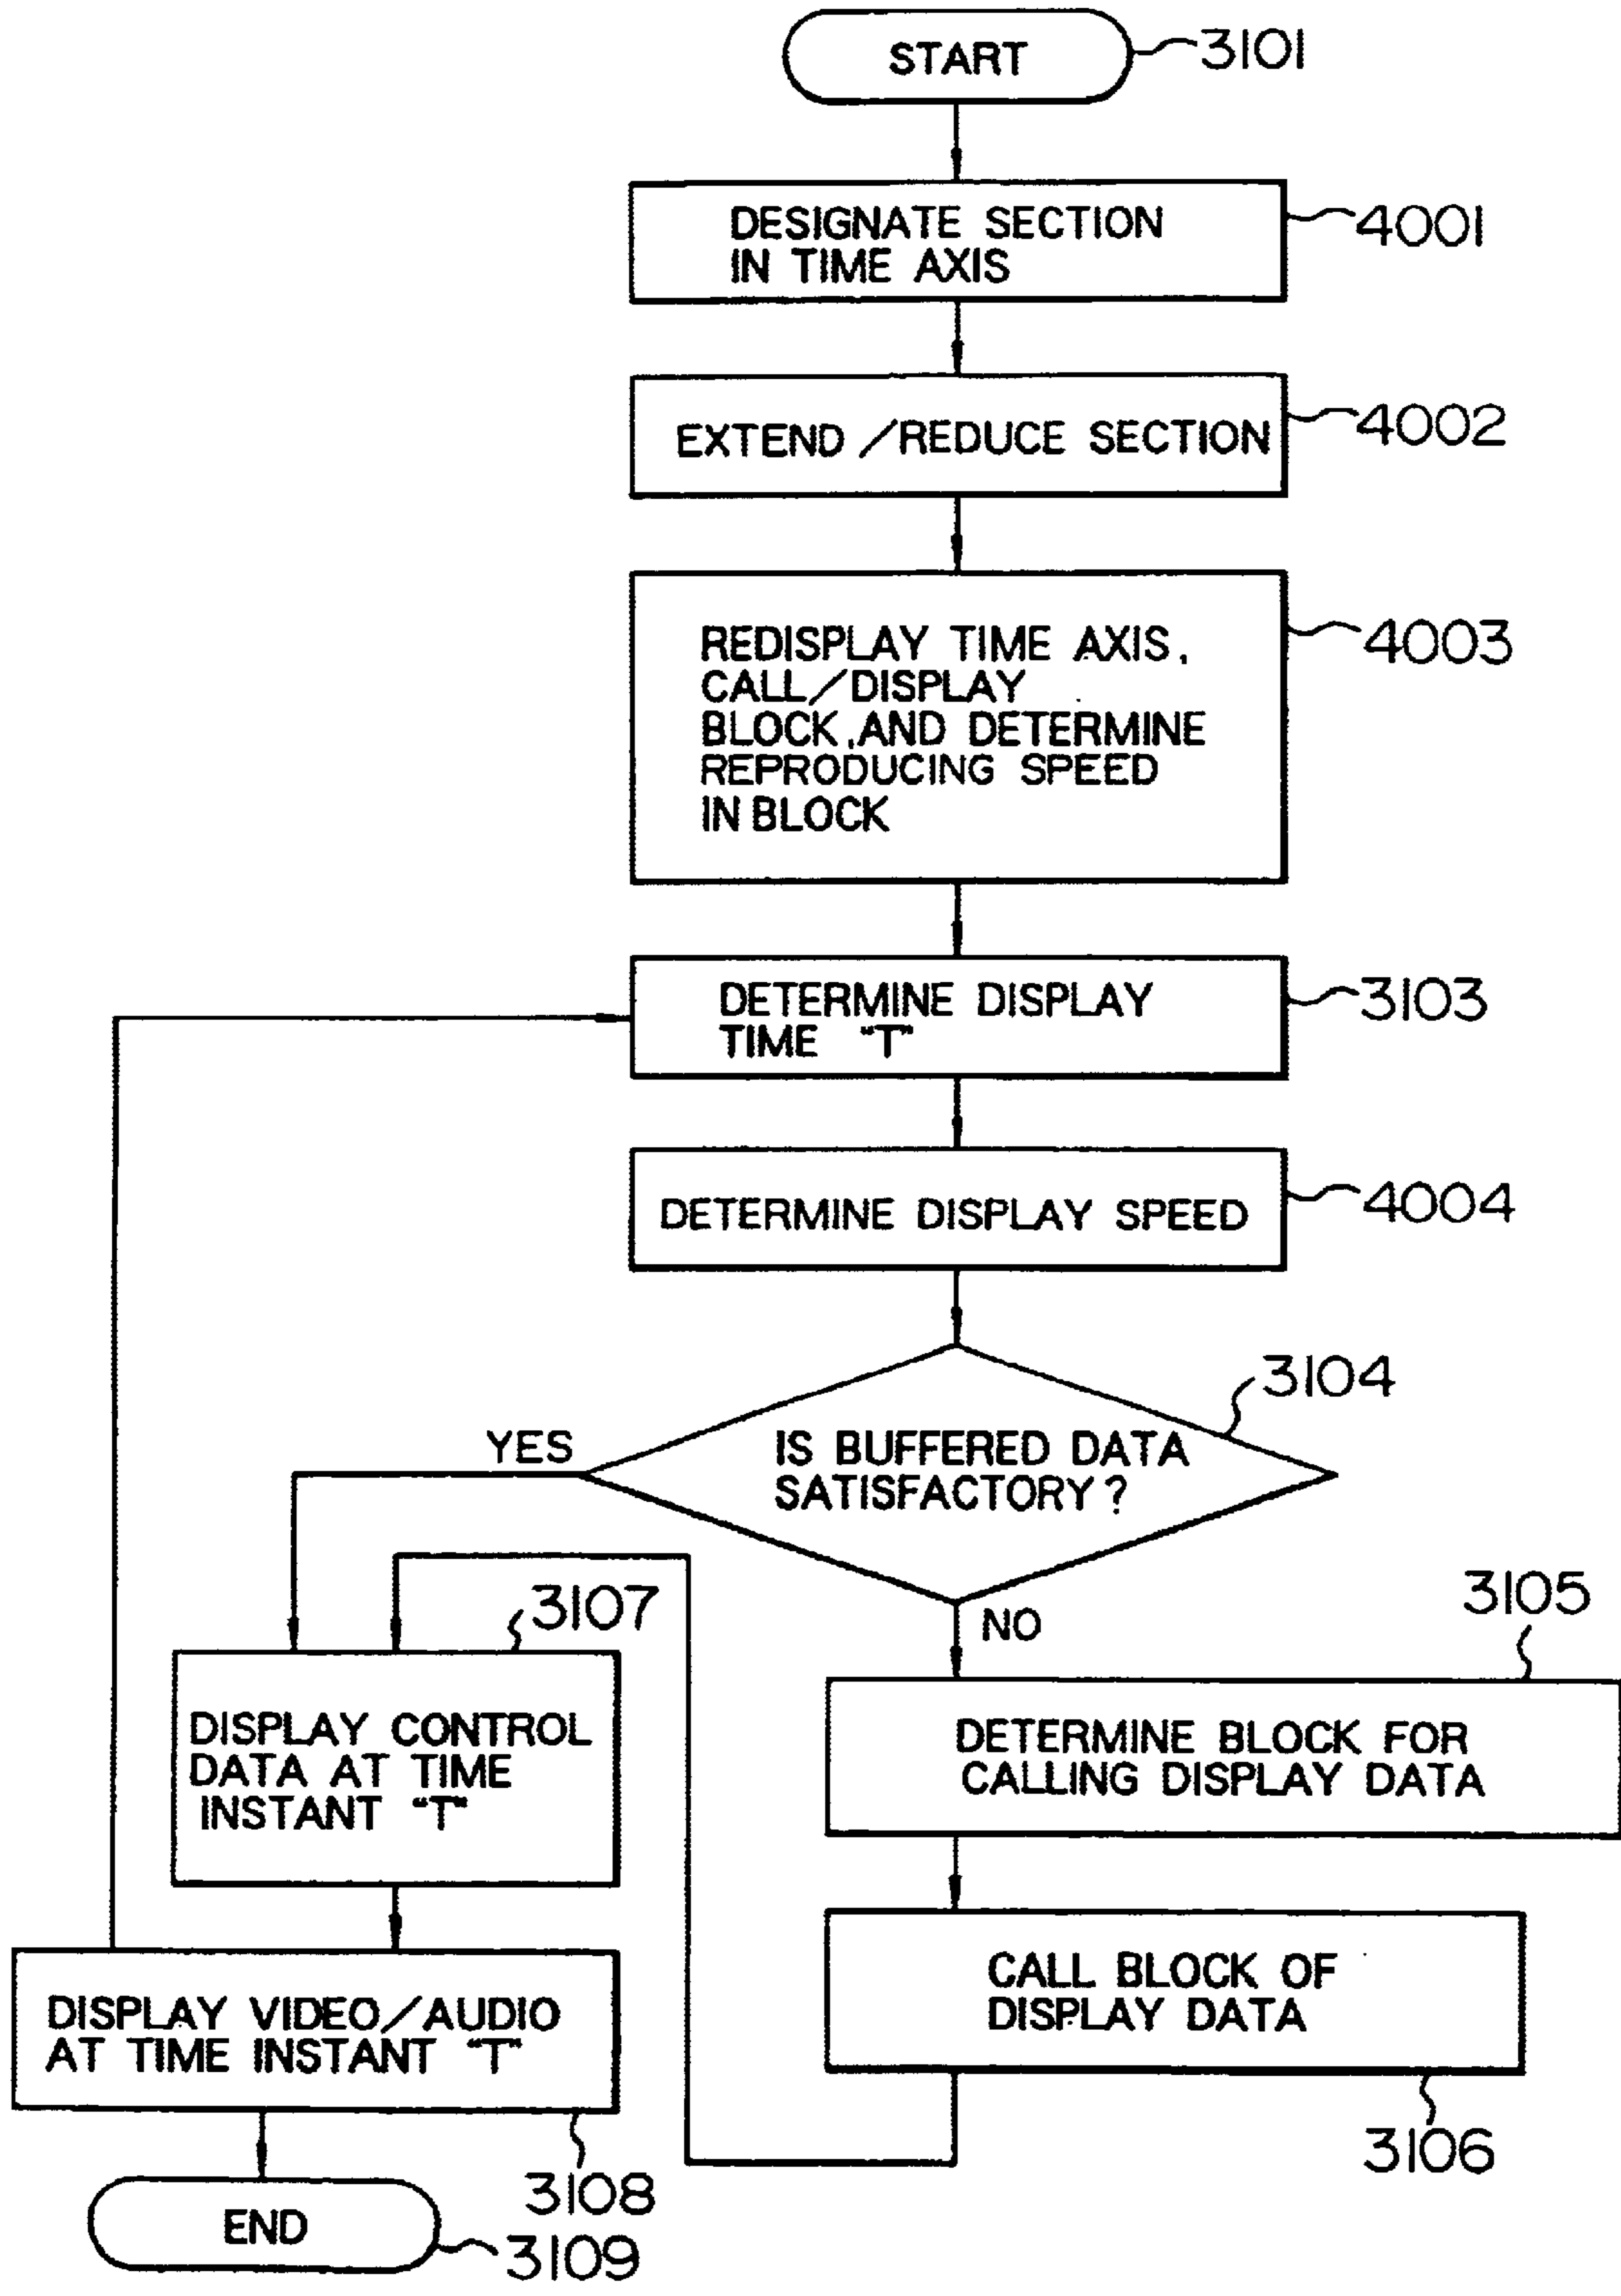 START
3101
DESIGNATE SECTION
IN TIME AXIS
4001
EXTEND /REDUCE SECTION
4002
REDISPLAY TIME AXIS,
CALL/DISPLAY
BLOCK, AND DETERMINE
REPRODUCING SPEED
IN BLOCK
4003
DETERMINE DISPLAY
TIME "T"
3103
DETERMINE DISPLAY SPEED
4004
IS BUFFERED DATA
SATISFACTORY?
3104
YES
NO
3107
DISPLAY CONTROL
DATA AT TIME
INSTANT "T"
3105
DETERMINE BLOCK FOR
CALLING DISPLAY DATA
CALL BLOCK OF
DISPLAY DATA
3106
DISPLAY VIDEO/AUDIO
AT TIME INSTANT "T"
3108
END
3109